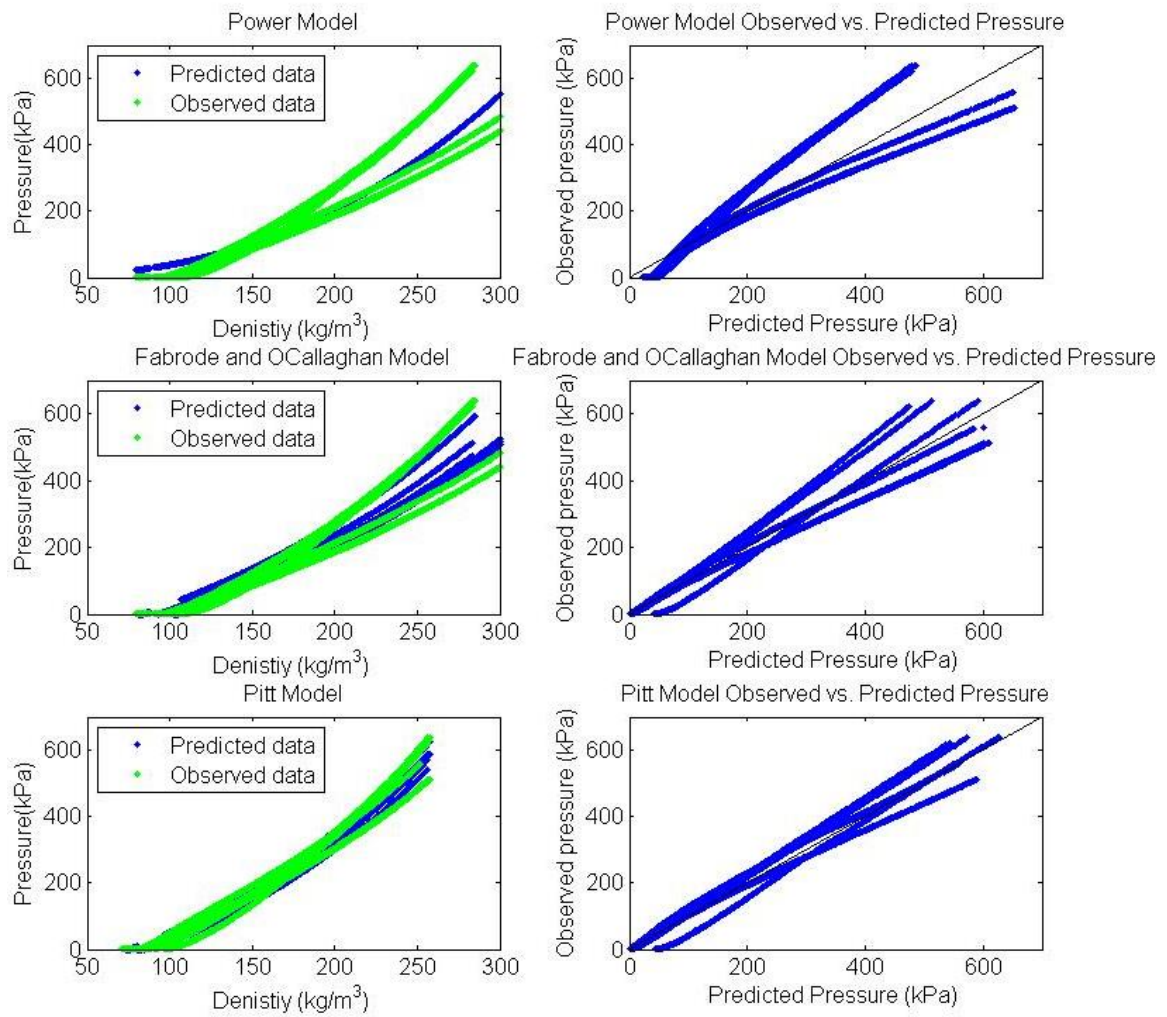 Power Model
Power Model Observed vs. Predicted Pressure
600
400
200
0
Pressure(kPa)
Predicted data
Observed data
50 100 150 200 250 300
Denistiy (kg/m3)
600
400
200
0
Observed pressure (kPa)
0 200 400 600
Predicted Pressure (kPa)
Fabrode and OCallaghan Model
Fabrode and OCallaghan Model Observed vs. Predicted Pressure
600
400
200
0
Pressure(kPa)
Predicted data
Observed data
50 100 150 200 250 300
Denistiy (kg/m3)
600
400
200
0
Observed pressure (kPa)
0 200 400 600
Predicted Pressure (kPa)
Pitt Model
Pitt Model Observed vs. Predicted Pressure
600
400
200
0
Pressure(kPa)
Predicted data
Observed data
50 100 150 200 250 300
Denistiy (kg/m3)
600
400
200
0
Observed pressure (kPa)
0 200 400 600
Predicted Pressure (kPa)